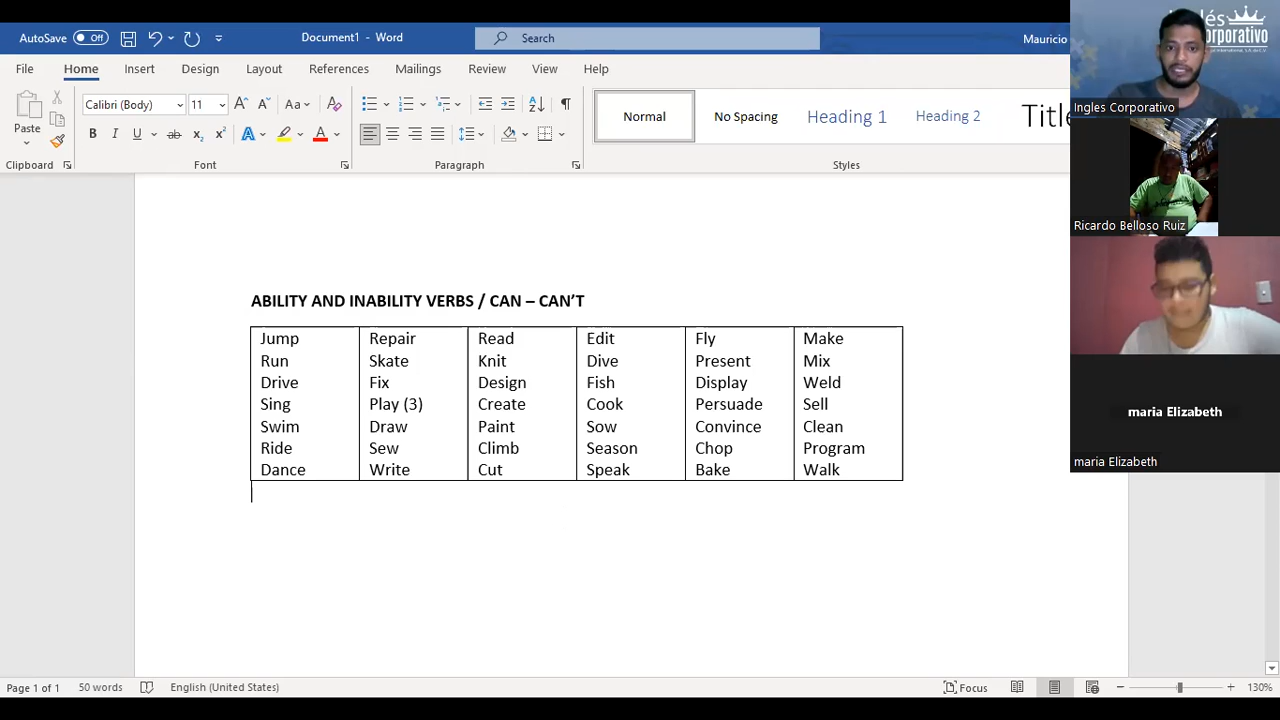 AutoSave Off Document1 - Word Search Mauricio
File Home Insert Design Layout References Mailings Review View Help
Calibri (Body) 11
Paste
Normal No Spacing Heading 1 Heading 2 Title
Clipboard Font Paragraph Styles
ABILITY AND INABILITY VERBS / CAN – CAN'T
Jump Repair Read Edit Fly Make
Run Skate Knit Dive Present Mix
Drive Fix Design Fish Display Weld
Sing Play (3) Create Cook Persuade Sell
Swim Draw Paint Sow Convince Clean
Ride Sew Climb Season Chop Program
Dance Write Cut Speak Bake Walk
Ingles Corporativo
Ricardo Belloso Ruiz
maria Elizabeth
maria Elizabeth
Page 1 of 1 50 words English (United States) Focus 130%